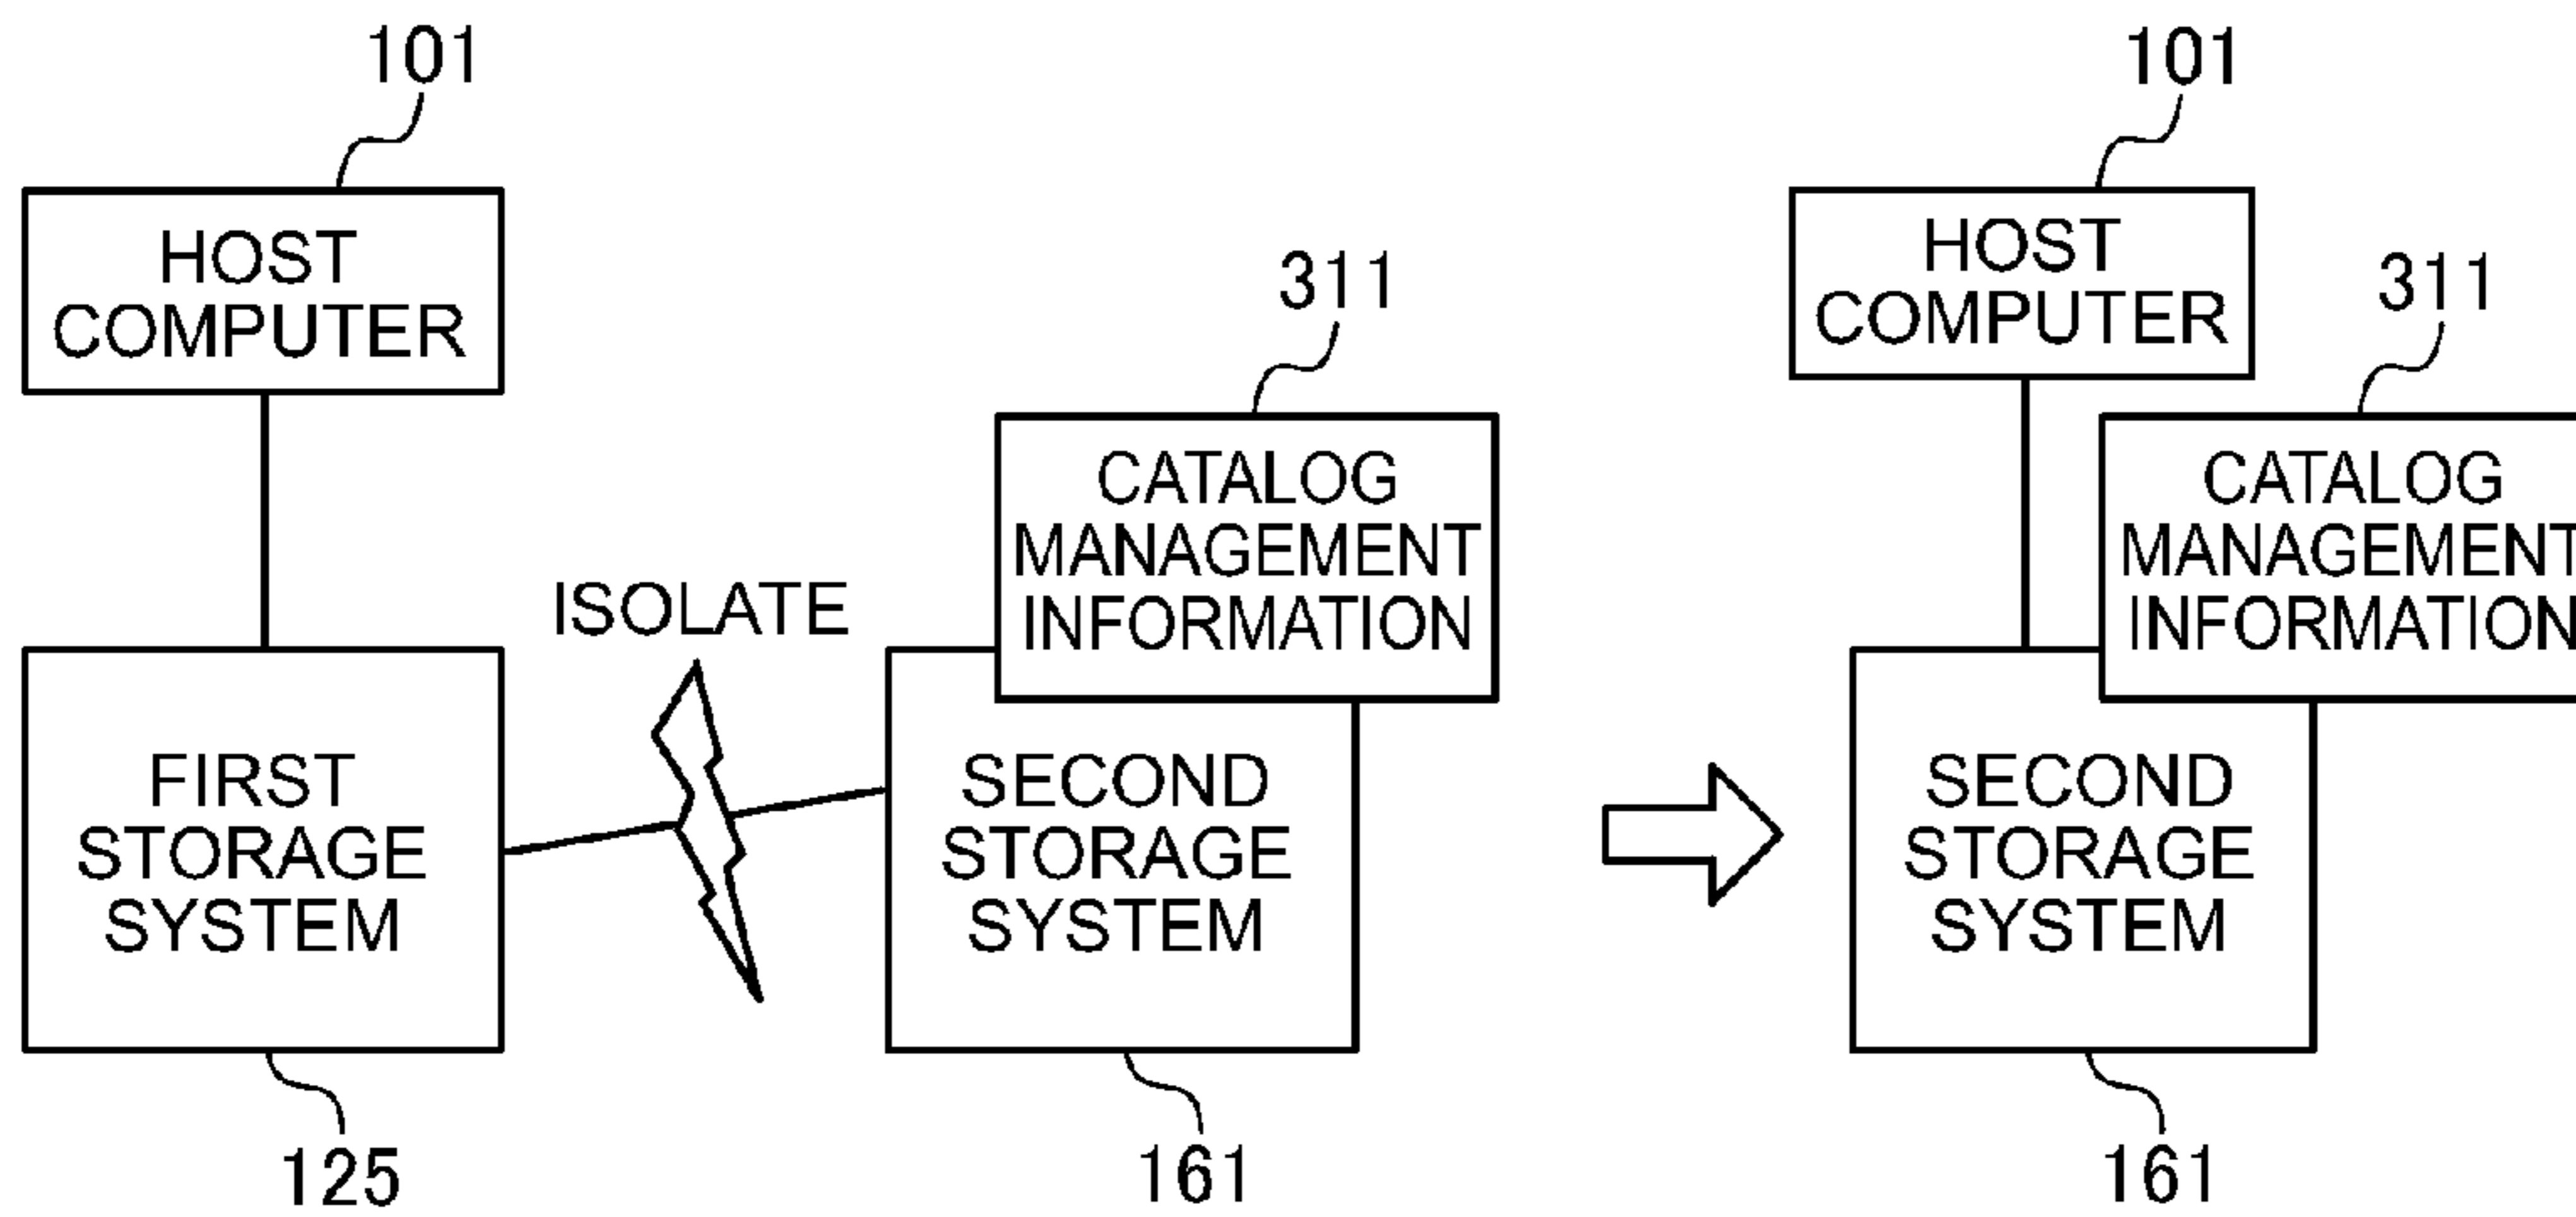 101
HOST
COMPUTER
311
CATALOG
MANAGEMENT
INFORMATION
ISOLATE
FIRST
STORAGE
SYSTEM
SECOND
STORAGE
SYSTEM
125
161
101
HOST
COMPUTER
311
CATALOG
MANAGEMENT
INFORMATION
SECOND
STORAGE
SYSTEM
161